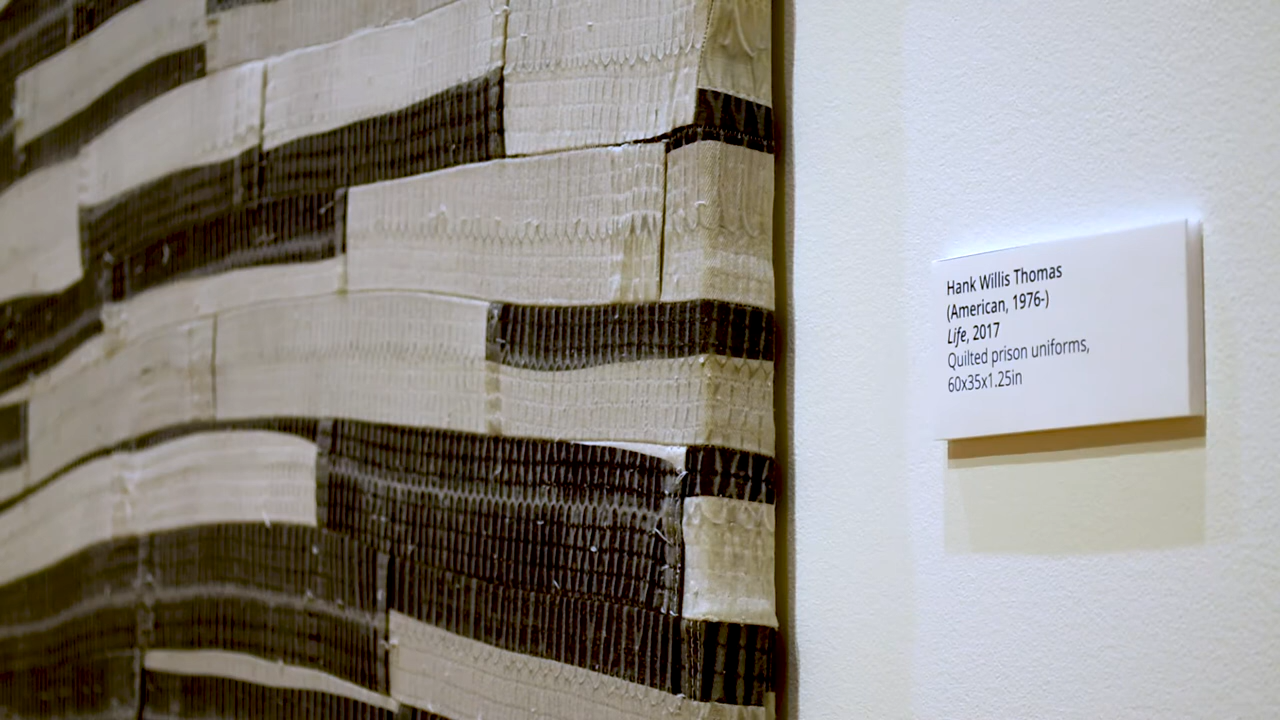 Hank Willis Thomas
(American, 1976-)
Life, 2017
Quilted prison uniforms,
60x35x1.25in